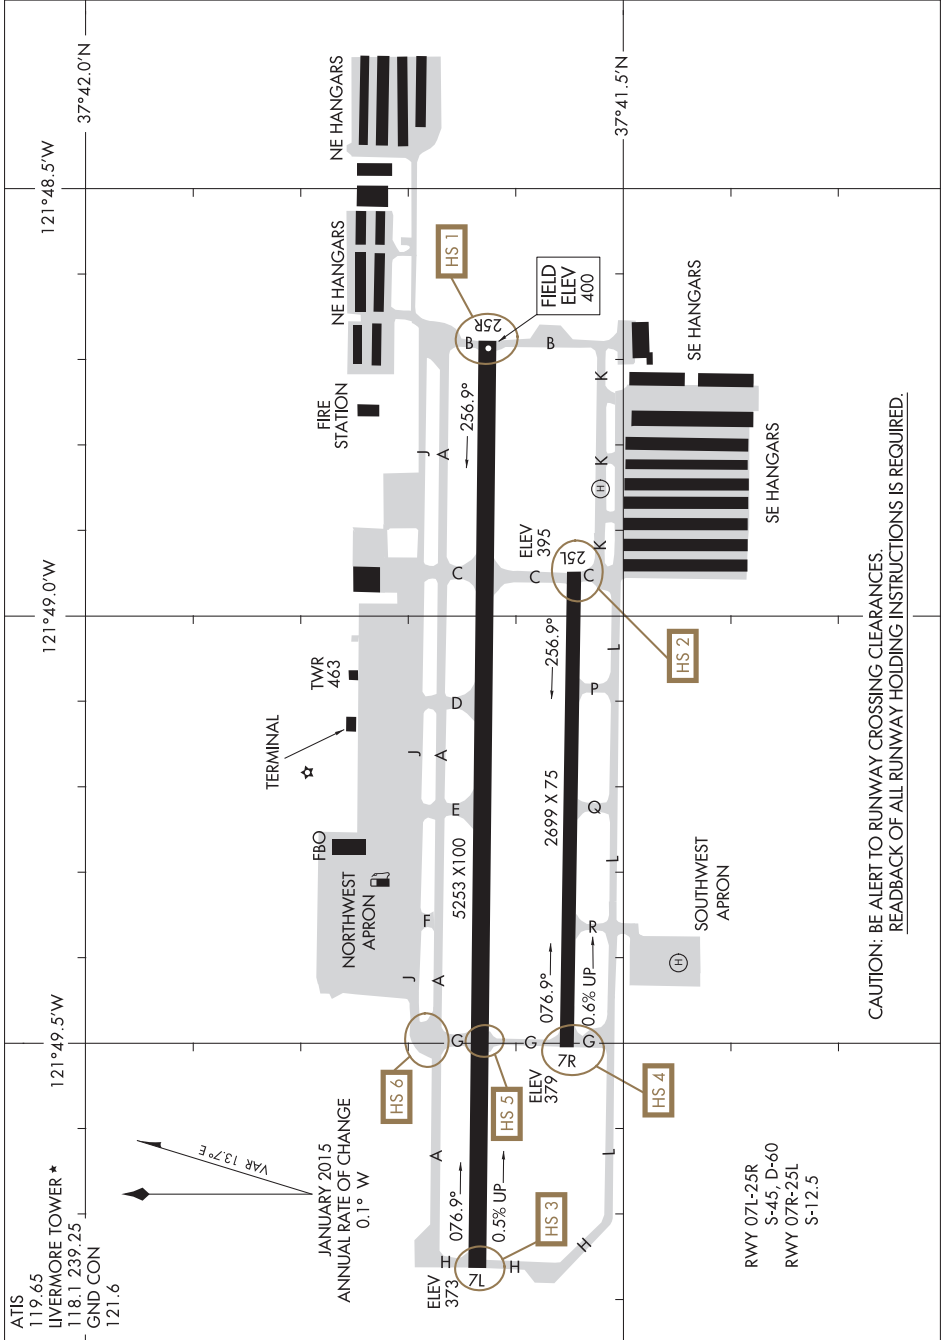 ATIS
119.65
LIVERMORE TOWER ★
118.1 239.25
GND CON
121.6
VAR 13.7° E
JANUARY 2015
ANNUAL RATE OF CHANGE
0.1° W
121°49.5'W
121°49.0'W
121°48.5'W
37°42.0'N
37°41.5'N
NE HANGARS
NE HANGARS
FIRE
STATION
TWR
463
TERMINAL
FBO
NORTHWEST
APRON
HS 6
HS 1
J
J
J
F
A
A
A
A
H
G
E
D
C
B
ELEV
373
7L
076.9°
0.5% UP
5253 X100
256.9°
25R
FIELD
ELEV
400
HS 3
H
HS 5
G
C
B
ELEV
379
7R
076.9°
0.6% UP
2699 X 75
256.9°
ELEV
395
25L
G
R
Q
P
C
K
K
K
H
H
L
L
L
HS 4
HS 2
H
SOUTHWEST
APRON
SE HANGARS
SE HANGARS
RWY 07L-25R
S-45, D-60
RWY 07R-25L
S-12.5
CAUTION: BE ALERT TO RUNWAY CROSSING CLEARANCES.
READBACK OF ALL RUNWAY HOLDING INSTRUCTIONS IS REQUIRED.